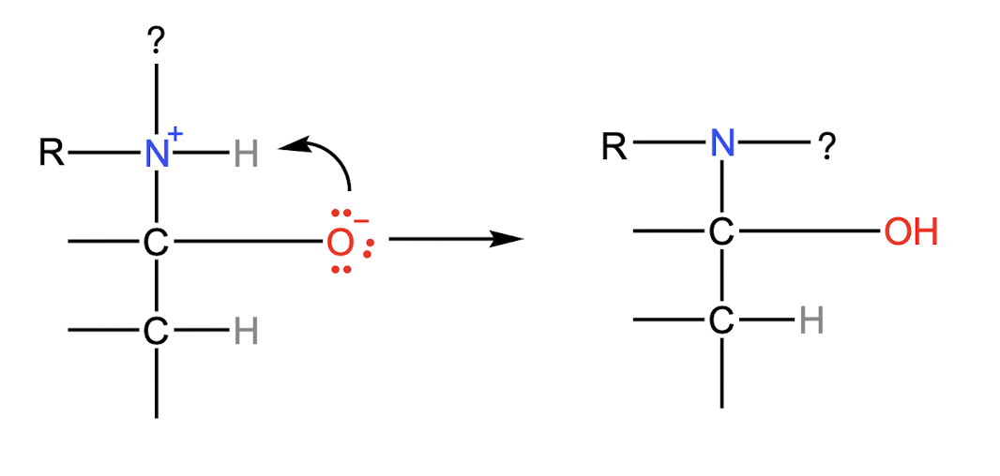 ?
R N+ H
C O−
C H
R N ?
C OH
C H